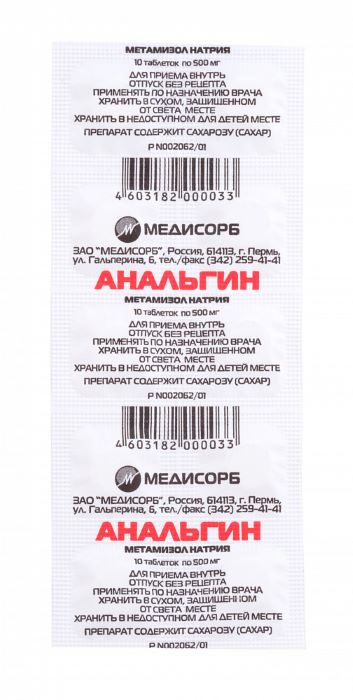 МЕТАМИЗОЛ НАТРИЯ
10 таблеток по 500 мг
ДЛЯ ПРИЕМА ВНУТРЬ
ОТПУСК БЕЗ РЕЦЕПТА
ПРИМЕНЯТЬ ПО НАЗНАЧЕНИЮ ВРАЧА
ХРАНИТЬ В СУХОМ, ЗАЩИЩЕННОМ
ОТ СВЕТА МЕСТЕ
ХРАНИТЬ В НЕДОСТУПНОМ ДЛЯ ДЕТЕЙ МЕСТЕ
ПРЕПАРАТ СОДЕРЖИТ САХАРОЗУ (САХАР)
Р N002062/01
4 603182 000033
МЕДИСОРБ
ЗАО "МЕДИСОРБ", Россия, 614113, г. Пермь,
ул. Гальперина, 6, тел./факс (342) 259-41-41
АНАЛЬГИН
МЕТАМИЗОЛ НАТРИЯ
10 таблеток по 500 мг
ДЛЯ ПРИЕМА ВНУТРЬ
ОТПУСК БЕЗ РЕЦЕПТА
ПРИМЕНЯТЬ ПО НАЗНАЧЕНИЮ ВРАЧА
ХРАНИТЬ В СУХОМ, ЗАЩИЩЕННОМ
ОТ СВЕТА МЕСТЕ
ХРАНИТЬ В НЕДОСТУПНОМ ДЛЯ ДЕТЕЙ МЕСТЕ
ПРЕПАРАТ СОДЕРЖИТ САХАРОЗУ (САХАР)
Р N002062/01
4 603182 000033
МЕДИСОРБ
ЗАО "МЕДИСОРБ", Россия, 614113, г. Пермь,
ул. Гальперина, 6, тел./факс (342) 259-41-41
АНАЛЬГИН
МЕТАМИЗОЛ НАТРИЯ
10 таблеток по 500 мг
ДЛЯ ПРИЕМА ВНУТРЬ
ОТПУСК БЕЗ РЕЦЕПТА
ПРИМЕНЯТЬ ПО НАЗНАЧЕНИЮ ВРАЧА
ХРАНИТЬ В СУХОМ, ЗАЩИЩЕННОМ
ОТ СВЕТА МЕСТЕ
ХРАНИТЬ В НЕДОСТУПНОМ ДЛЯ ДЕТЕЙ МЕСТЕ
ПРЕПАРАТ СОДЕРЖИТ САХАРОЗУ (САХАР)
Р N002062/01